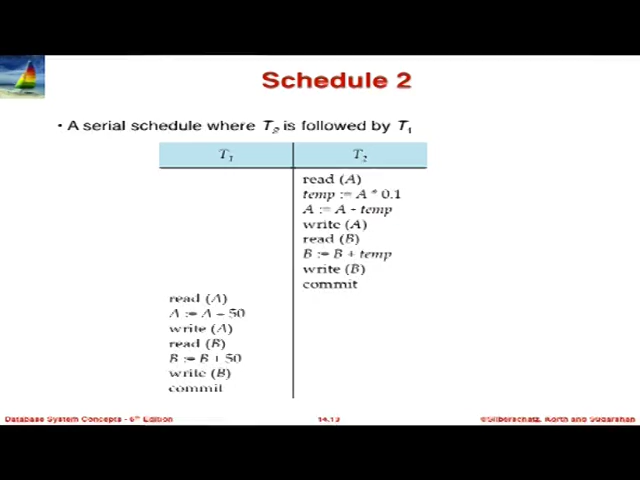 Schedule 2
• A serial schedule where T2 is followed by T1
T1 T2
read (A)
temp := A * 0.1
A := A - temp
write (A)
read (B)
B := B + temp
write (B)
commit
read (A)
A := A – 50
write (A)
read (B)
B := B + 50
write (B)
commit
Database System Concepts - 6th Edition 14.13 ©Silberschatz, Korth and Sudarshan